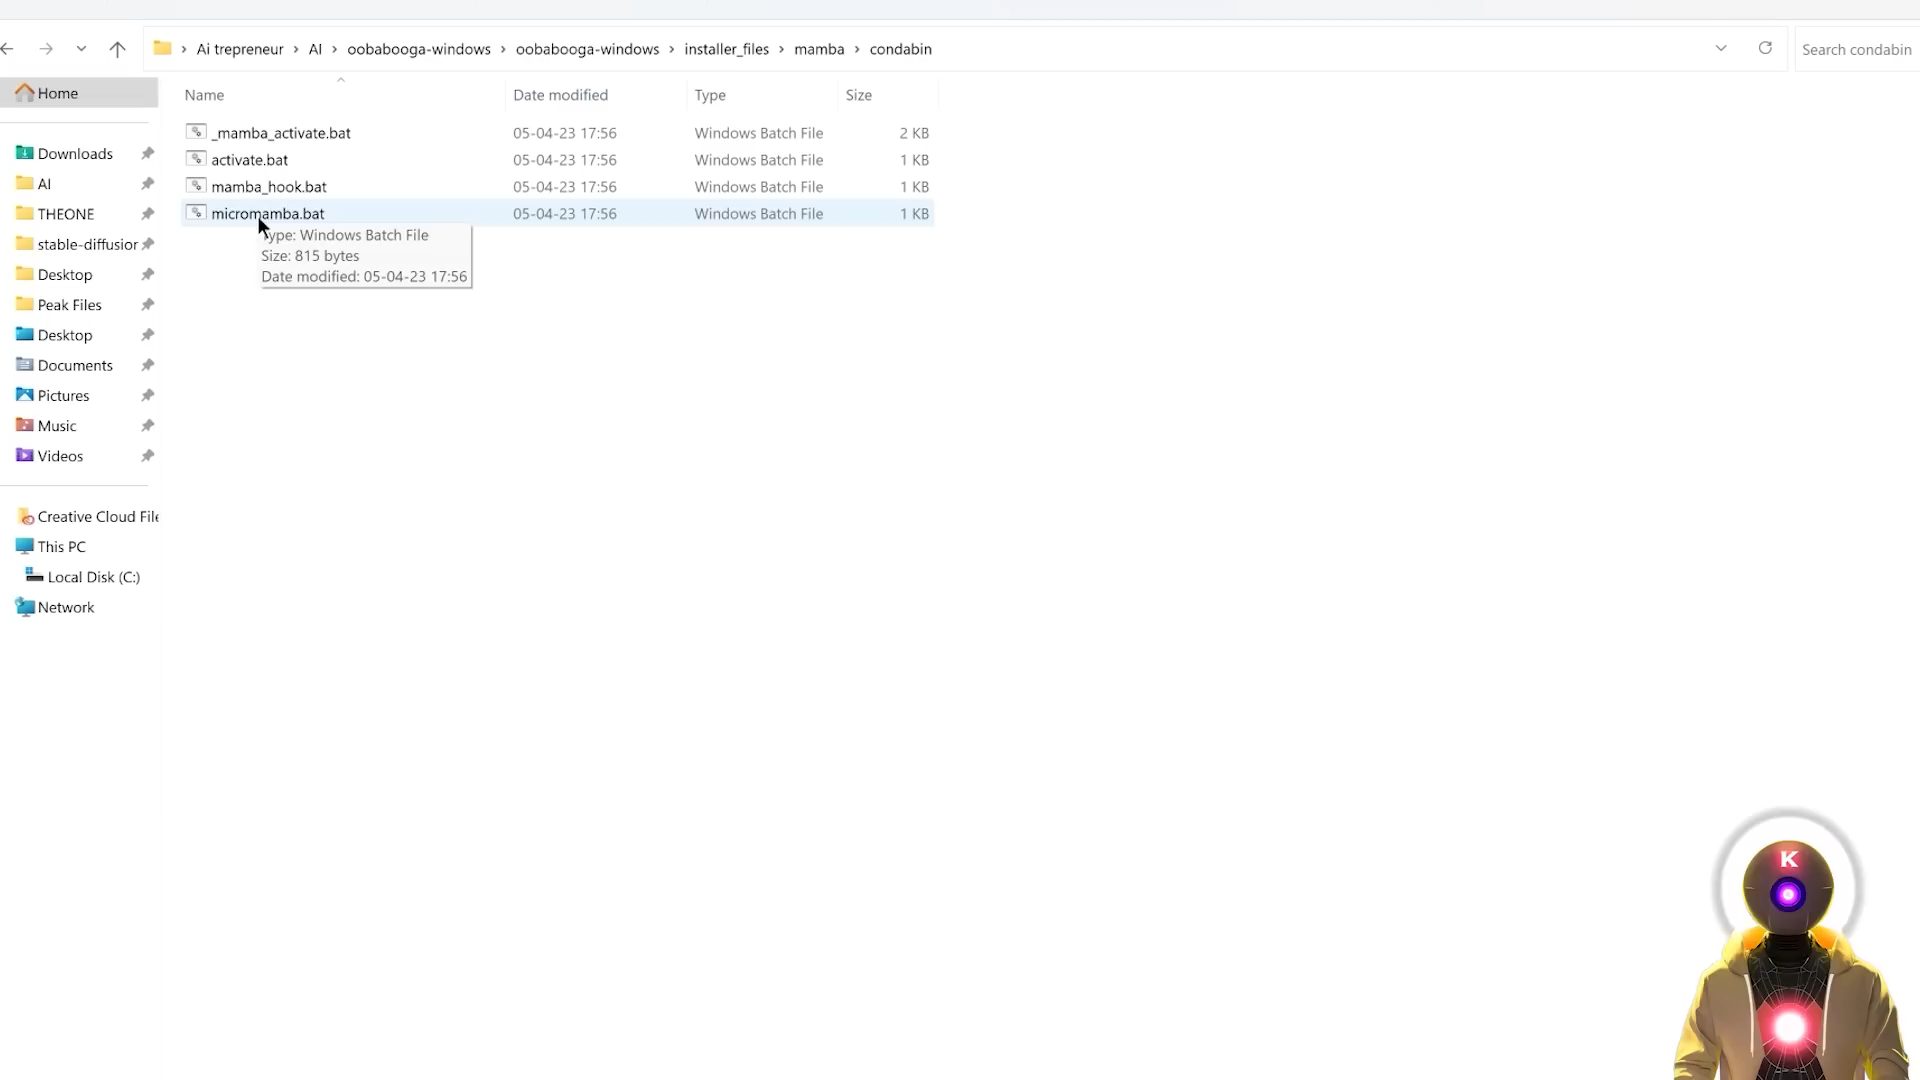 Ai trepreneur > AI > oobabooga-windows > oobabooga-windows > installer_files > mamba > condabin
Search condabin
Home
Name Date modified Type Size
_mamba_activate.bat 05-04-23 17:56 Windows Batch File 2 KB
activate.bat 05-04-23 17:56 Windows Batch File 1 KB
mamba_hook.bat 05-04-23 17:56 Windows Batch File 1 KB
micromamba.bat 05-04-23 17:56 Windows Batch File 1 KB
Type: Windows Batch File
Size: 815 bytes
Date modified: 05-04-23 17:56
Downloads
AI
THEONE
stable-diffusior
Desktop
Peak Files
Desktop
Documents
Pictures
Music
Videos
Creative Cloud File
This PC
Local Disk (C:)
Network
K